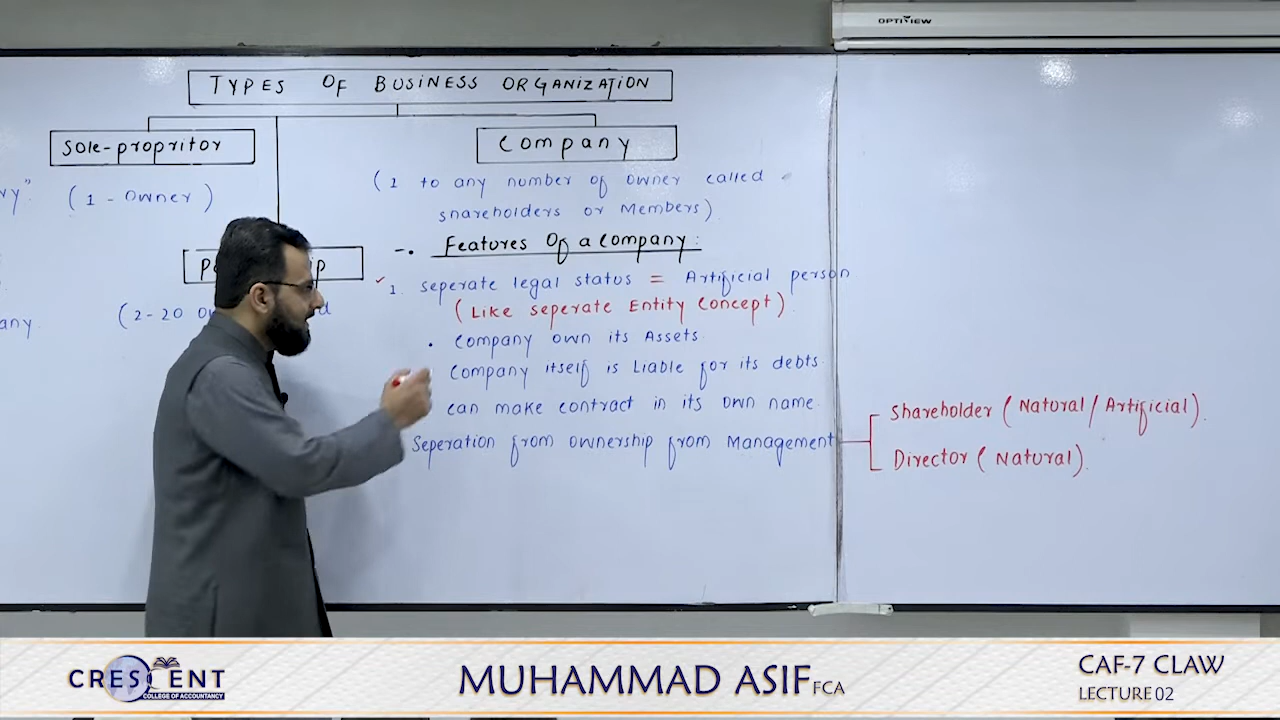 OPTIVIEW
TYPES OF BUSINESS ORGANIZATION
Sole-propritor
Company
(1 - Owner)
(1 to any number of owner called
shareholders or Members)
Features Of a Company:
1. Seperate legal status = Artificial person
(Like Seperate Entity Concept)
(2-20
any.
• Company own its Assets.
Company itself is Liable for its debts.
can make contract in its own name.
Seperation from ownership from Management
Shareholder (Natural / Artificial).
Director (Natural).
CRESCENT
COLLEGE OF ACCOUNTANCY
MUHAMMAD ASIF FCA
CAF-7 CLAW
LECTURE 02